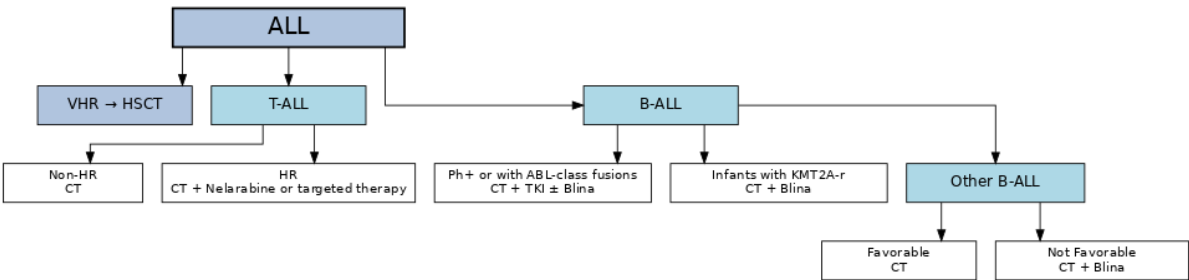 ALL
VHR → HSCT
T-ALL
B-ALL
Non-HR
CT
HR
CT + Nelarabine or targeted therapy
Ph+ or with ABL-class fusions
CT + TKI ± Blina
Infants with KMT2A-r
CT + Blina
Other B-ALL
Favorable
CT
Not Favorable
CT + Blina